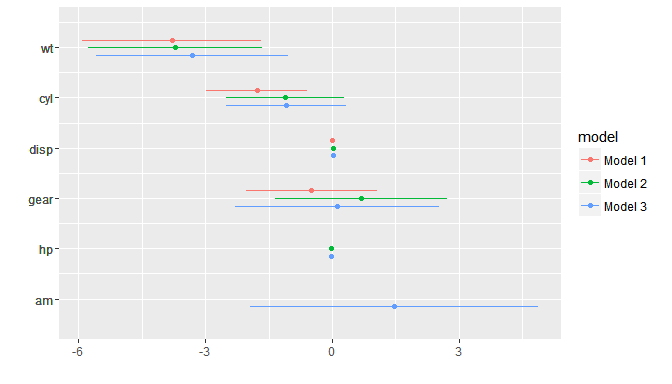 wt
cyl
disp
gear
hp
am
-6
-3
0
3
model
Model 1
Model 2
Model 3